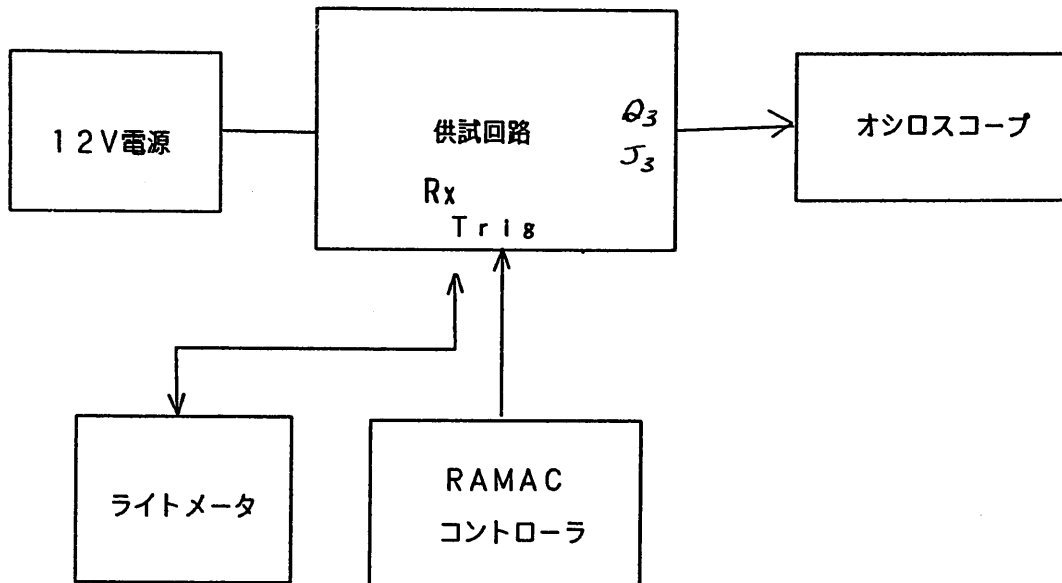 12V電源
供試回路
Q3
J3
Rx
Trig
オシロスコープ
ライトメータ
RAMAC
コントローラ